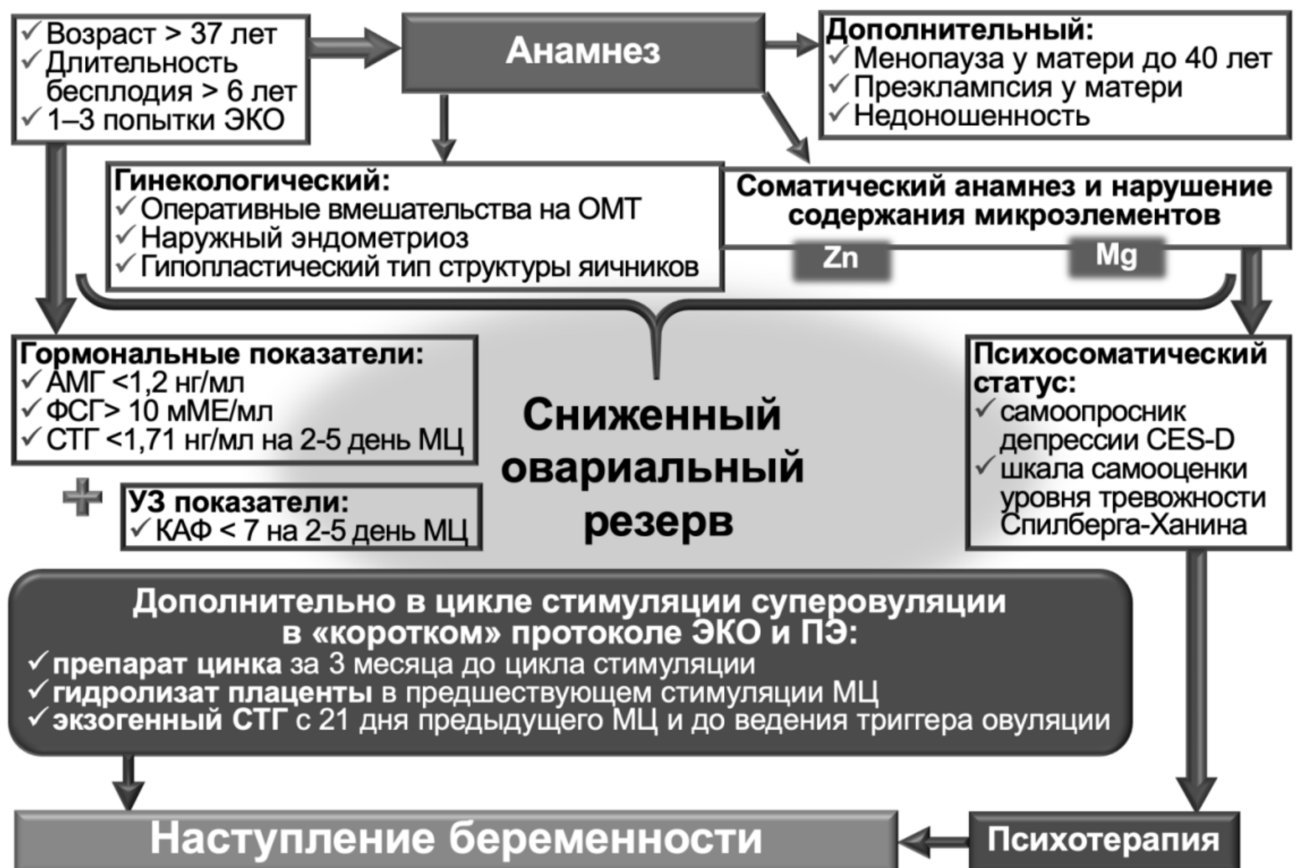 ✓ Возраст > 37 лет
✓ Длительность
бесплодия > 6 лет
✓ 1–3 попытки ЭКО
Анамнез
Дополнительный:
✓ Менопауза у матери до 40 лет
✓ Преэклампсия у матери
✓ Недоношенность
Гинекологический:
✓ Оперативные вмешательства на ОМТ
✓ Наружный эндометриоз
✓ Гипопластический тип структуры яичников
Соматический анамнез и нарушение
содержания микроэлементов
Zn
Mg
Гормональные показатели:
✓ АМГ <1,2 нг/мл
✓ ФСГ> 10 мМЕ/мл
✓ СТГ <1,71 нг/мл на 2-5 день МЦ
+
УЗ показатели:
✓ КАФ < 7 на 2-5 день МЦ
Сниженный
овариальный
резерв
Психосоматический
статус:
✓ самоопросник
депрессии CES-D
✓ шкала самооценки
уровня тревожности
Спилберга-Ханина
Дополнительно в цикле стимуляции суперовуляции
в «коротком» протоколе ЭКО и ПЭ:
✓ препарат цинка за 3 месяца до цикла стимуляции
✓ гидролизат плаценты в предшествующем стимуляции МЦ
✓ экзогенный СТГ с 21 дня предыдущего МЦ и до ведения триггера овуляции
Наступление беременности
Психотерапия